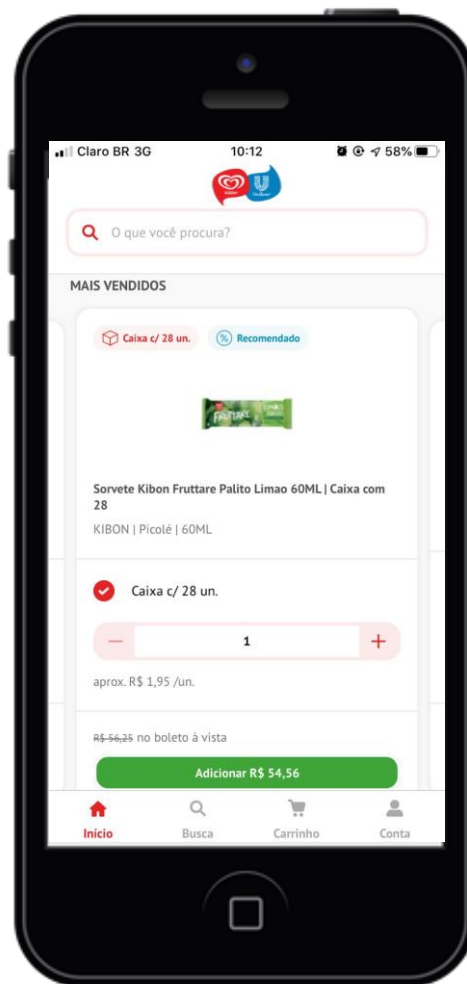 Claro BR 3G 10:12 58%
O que você procura?
MAIS VENDIDOS
Caixa c/ 28 un. Recomendado
FRUTTARE
Sorvete Kibon Fruttare Palito Limao 60ML | Caixa com
28
KIBON | Picolé | 60ML
Caixa c/ 28 un.
— 1 +
aprox. R$ 1,95 /un.
R$ 56,25 no boleto à vista
Adicionar R$ 54,56
Início Busca Carrinho Conta